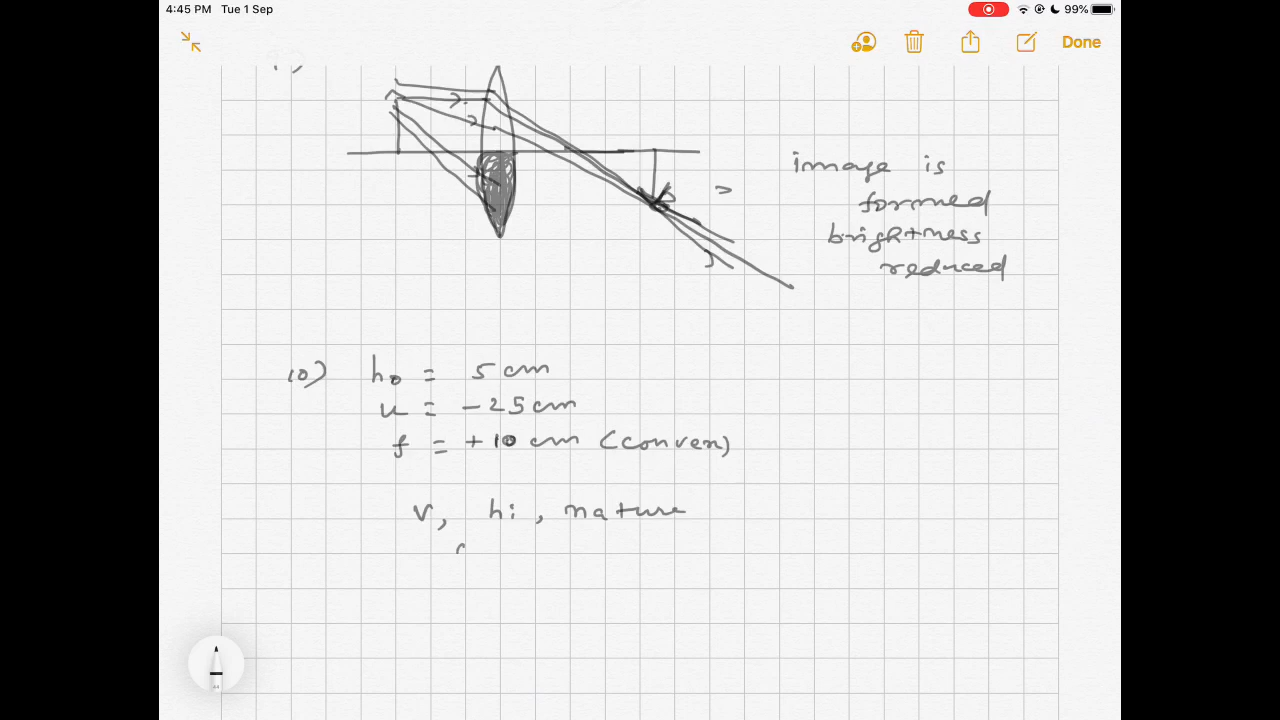 4:45 PM Tue 1 Sep
99%
Done
image is
formed
brightness
reduced
10) h₀ = 5 cm
u = -25 cm
f = +10 cm (convex)
v, hi, nature